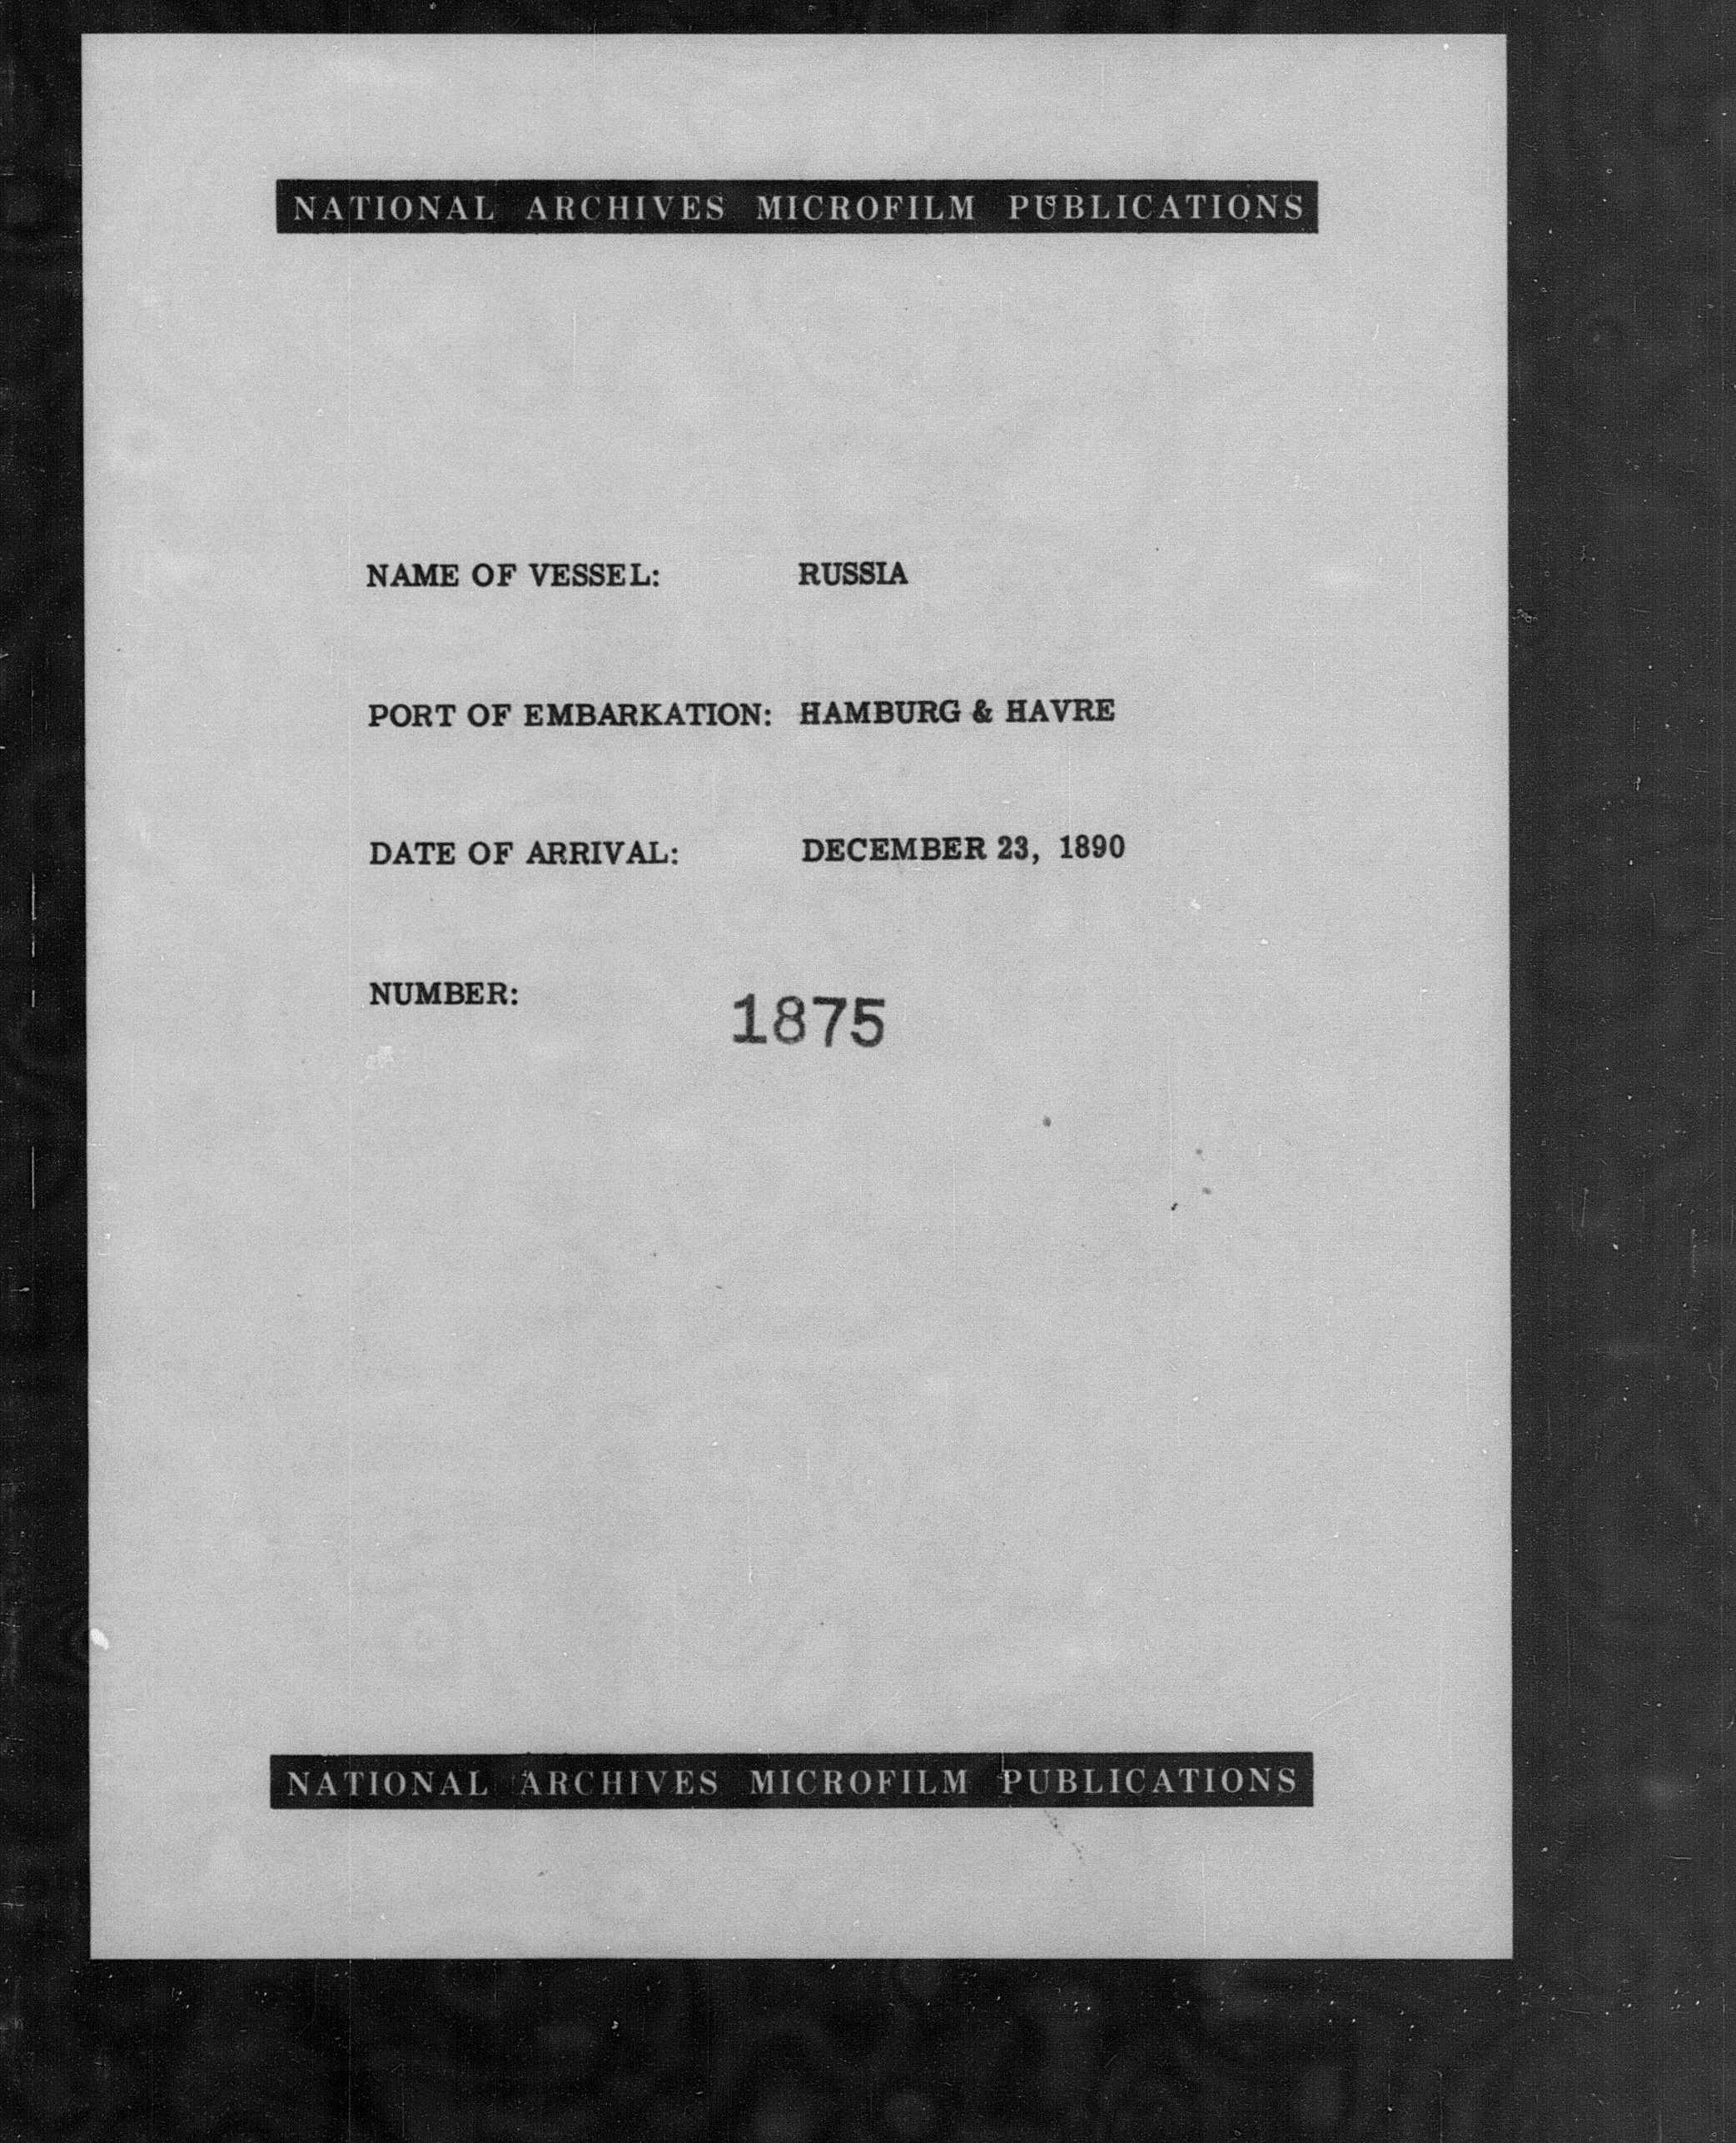 NATIONAL ARCHIVES MICROFILM PUBLICATIONS
NAME OF VESSEL: RUSSIA
PORT OF EMBARKATION: HAMBURG & HAVRE
DATE OF ARRIVAL: DECEMBER 23, 1890
NUMBER: 1875
NATIONAL ARCHIVES MICROFILM PUBLICATIONS